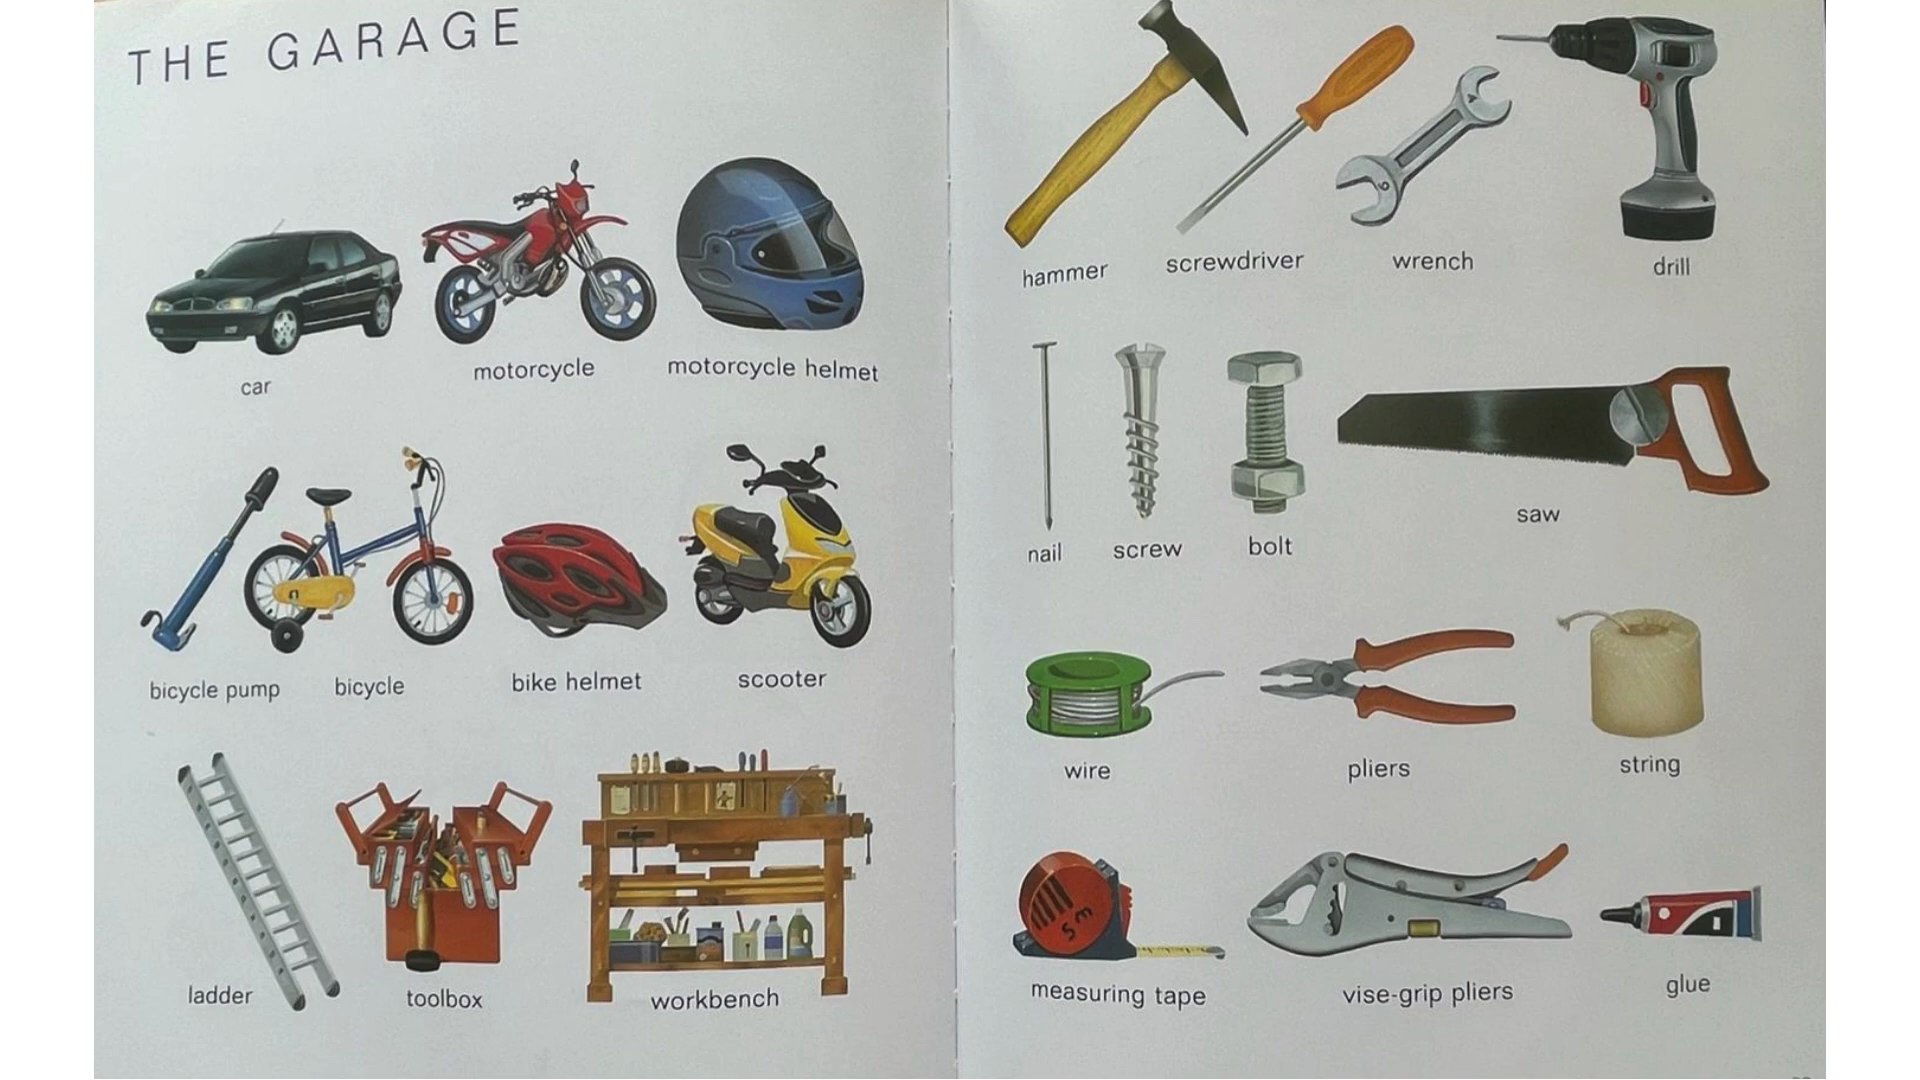 THE GARAGE
car
motorcycle
motorcycle helmet
bicycle pump
bicycle
bike helmet
scooter
ladder
toolbox
workbench
hammer
screwdriver
wrench
drill
nail
screw
bolt
saw
wire
pliers
string
5m
measuring tape
vise-grip pliers
glue